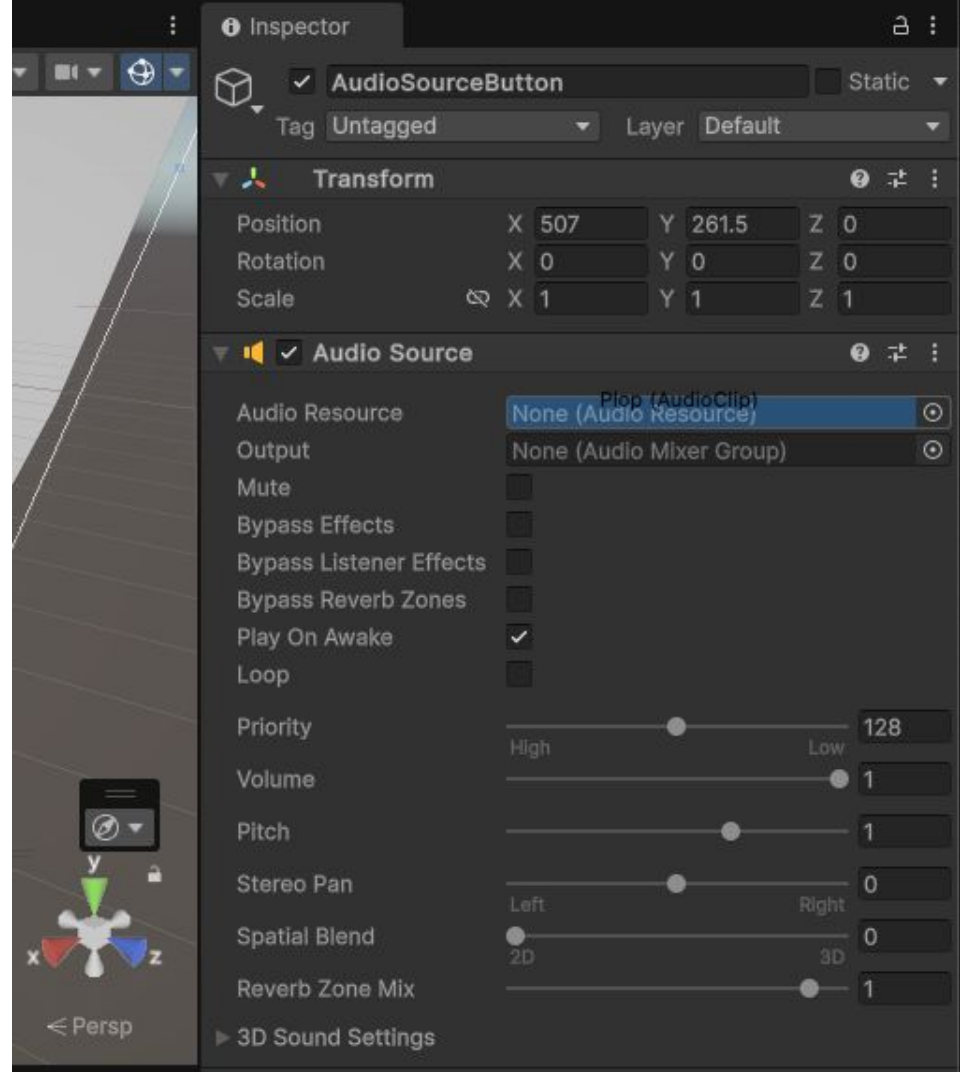 Inspector
AudioSourceButton Static
Tag Untagged Layer Default
Transform
Position X 507 Y 261.5 Z 0
Rotation X 0 Y 0 Z 0
Scale X 1 Y 1 Z 1
Audio Source
Plop (AudioClip)
Audio Resource None (Audio Resource)
Output None (Audio Mixer Group)
Mute
Bypass Effects
Bypass Listener Effects
Bypass Reverb Zones
Play On Awake
Loop
Priority 128
High Low
Volume 1
Pitch 1
Stereo Pan 0
Left Right
Spatial Blend 0
2D 3D
Reverb Zone Mix 1
3D Sound Settings
y
x z
Persp